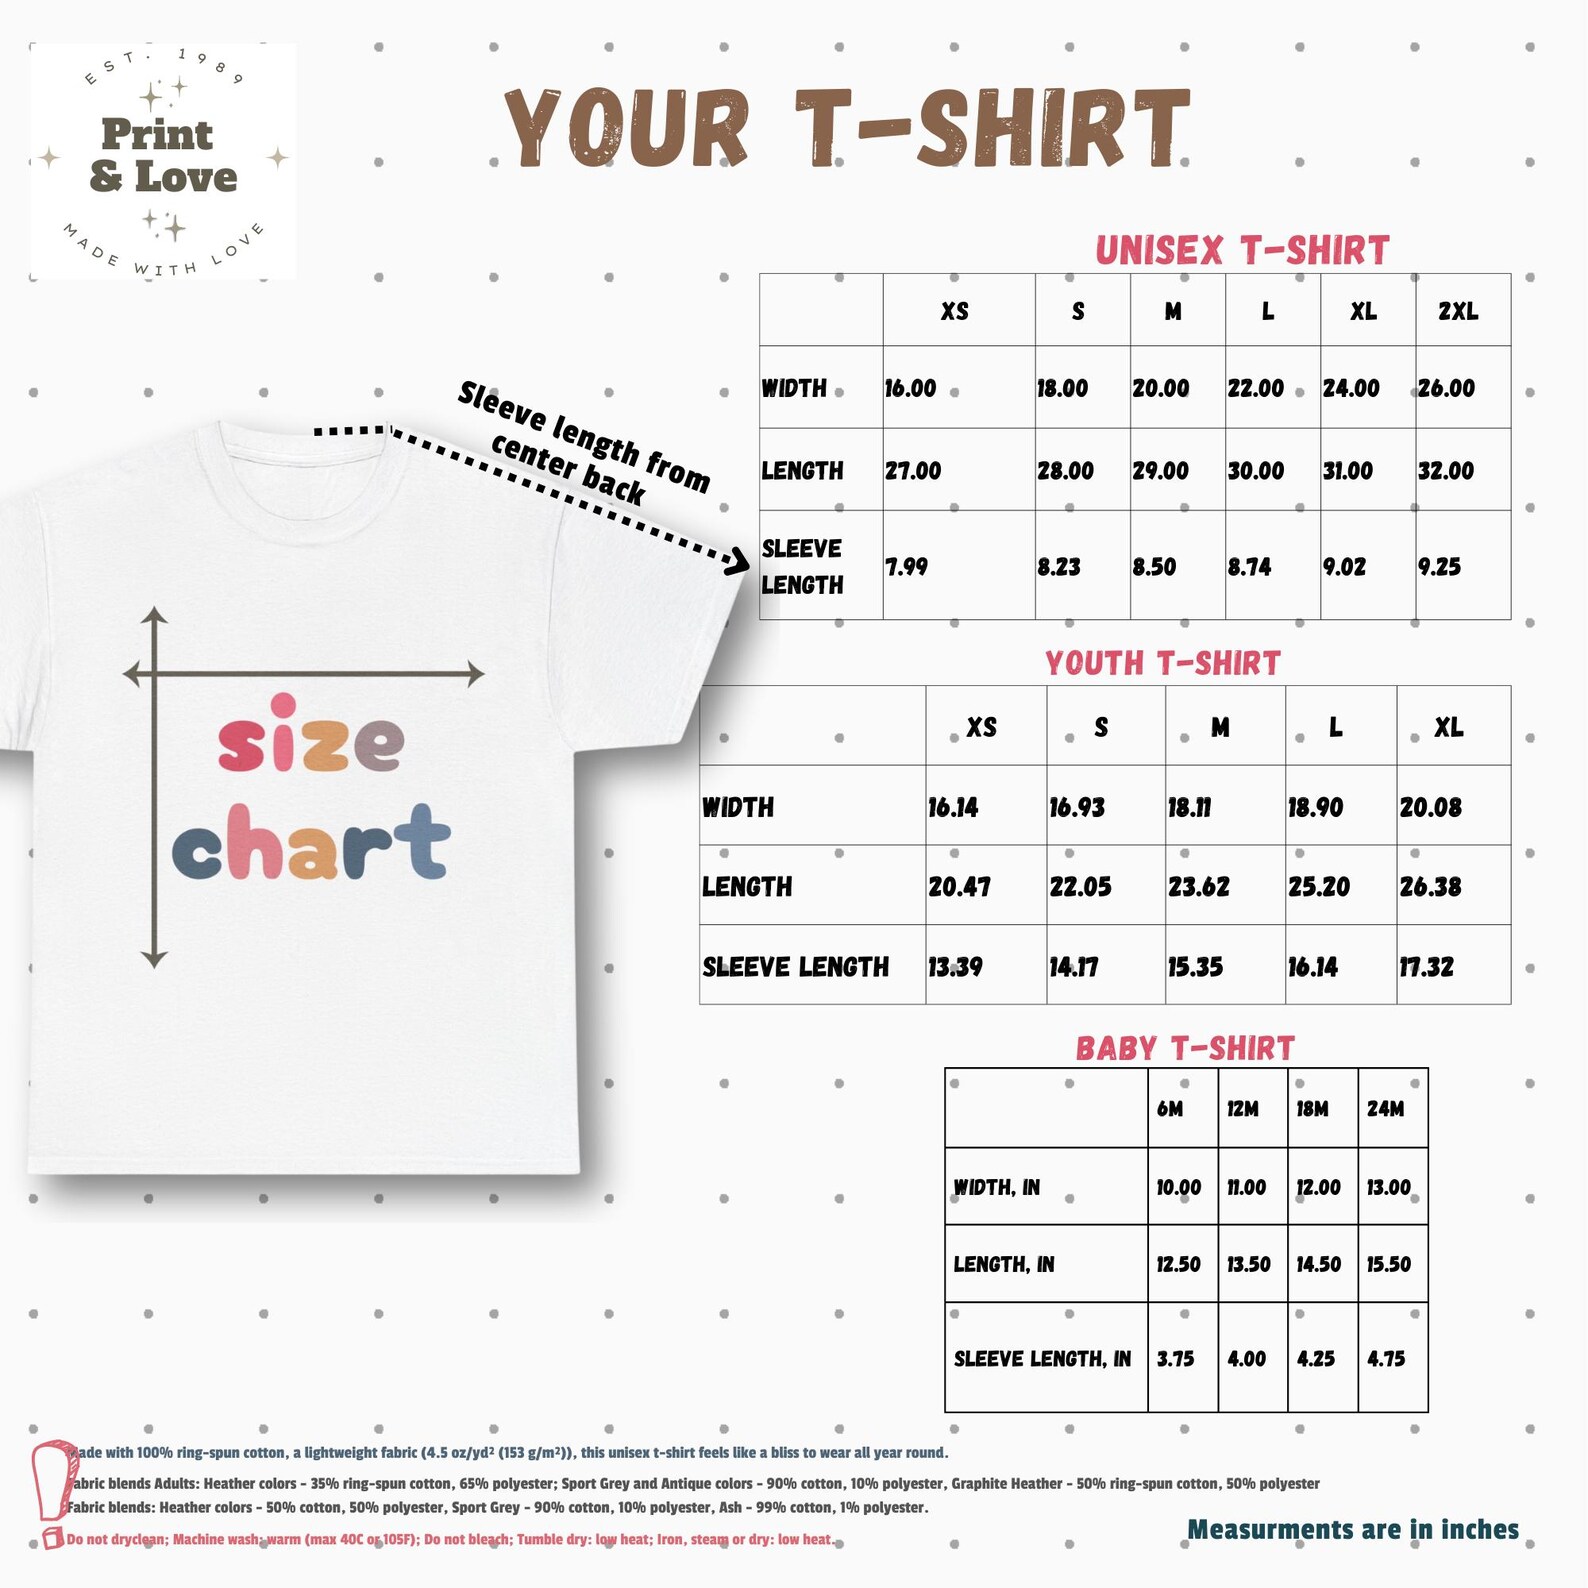 EST. 1989
Print
& Love
MADE WITH LOVE
YOUR T-SHIRT
Sleeve length from
center back
size
chart
UNISEX T-SHIRT
XS S M L XL 2XL
WIDTH 16.00 18.00 20.00 22.00 24.00 26.00
LENGTH 27.00 28.00 29.00 30.00 31.00 32.00
SLEEVE
LENGTH 7.99 8.23 8.50 8.74 9.02 9.25
YOUTH T-SHIRT
XS S M L XL
WIDTH 16.14 16.93 18.11 18.90 20.08
LENGTH 20.47 22.05 23.62 25.20 26.38
SLEEVE LENGTH 13.39 14.17 15.35 16.14 17.32
BABY T-SHIRT
6M 12M 18M 24M
WIDTH, IN 10.00 11.00 12.00 13.00
LENGTH, IN 12.50 13.50 14.50 15.50
SLEEVE LENGTH, IN 3.75 4.00 4.25 4.75
Made with 100% ring-spun cotton, a lightweight fabric (4.5 oz/yd² (153 g/m²)), this unisex t-shirt feels like a bliss to wear all year round.
Fabric blends Adults: Heather colors - 35% ring-spun cotton, 65% polyester; Sport Grey and Antique colors - 90% cotton, 10% polyester, Graphite Heather - 50% ring-spun cotton, 50% polyester
Fabric blends: Heather colors - 50% cotton, 50% polyester, Sport Grey - 90% cotton, 10% polyester, Ash - 99% cotton, 1% polyester.
Do not dryclean; Machine wash: warm (max 40C or 105F); Do not bleach; Tumble dry: low heat; Iron, steam or dry: low heat.
Measurments are in inches